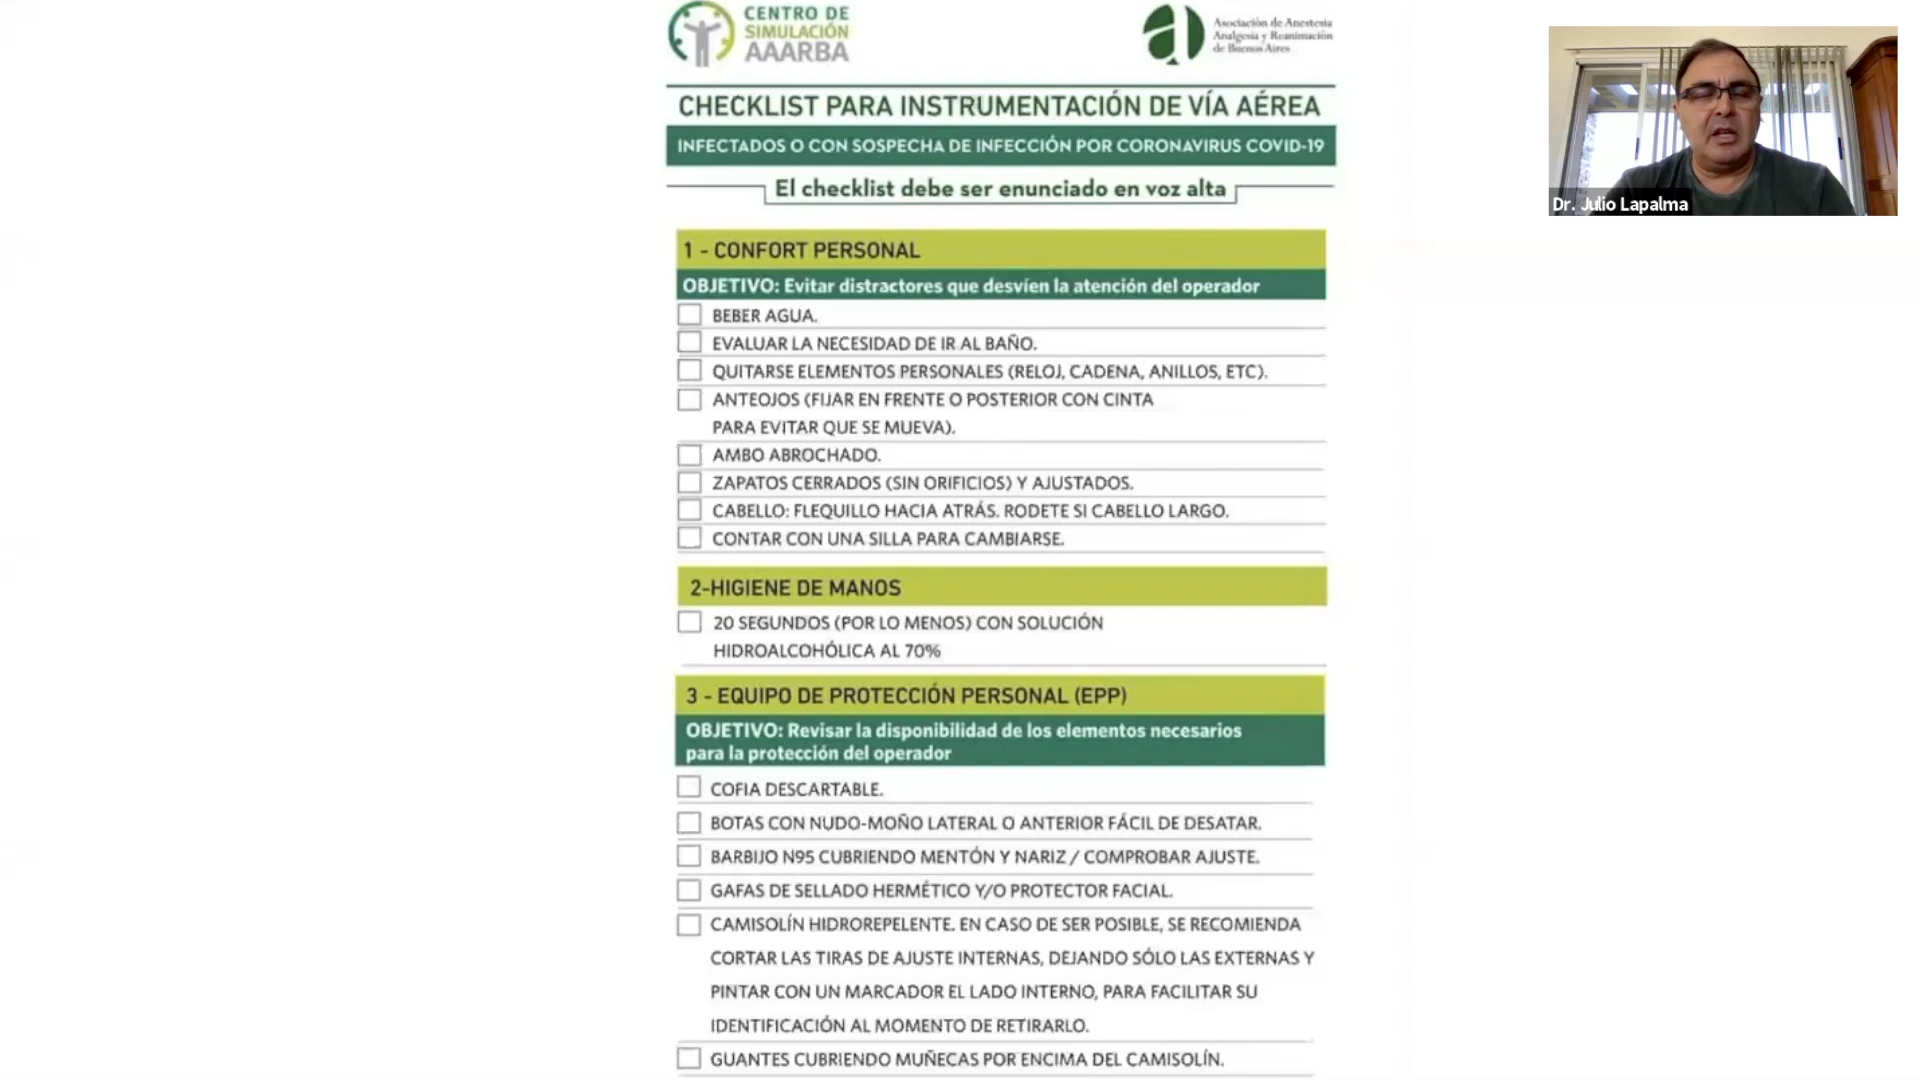 CENTRO DE
SIMULACIÓN
AAARBA
Asociación de Anestesia
Analgesia y Reanimación
de Buenos Aires
CHECKLIST PARA INSTRUMENTACIÓN DE VÍA AÉREA
INFECTADOS O CON SOSPECHA DE INFECCIÓN POR CORONAVIRUS COVID-19
El checklist debe ser enunciado en voz alta
Dr. Julio Lapalma
1 - CONFORT PERSONAL
OBJETIVO: Evitar distractores que desvíen la atención del operador
BEBER AGUA.
EVALUAR LA NECESIDAD DE IR AL BAÑO.
QUITARSE ELEMENTOS PERSONALES (RELOJ, CADENA, ANILLOS, ETC).
ANTEOJOS (FIJAR EN FRENTE O POSTERIOR CON CINTA
PARA EVITAR QUE SE MUEVA).
AMBO ABROCHADO.
ZAPATOS CERRADOS (SIN ORIFICIOS) Y AJUSTADOS.
CABELLO: FLEQUILLO HACIA ATRÁS. RODETE SI CABELLO LARGO.
CONTAR CON UNA SILLA PARA CAMBIARSE.
2-HIGIENE DE MANOS
20 SEGUNDOS (POR LO MENOS) CON SOLUCIÓN
HIDROALCOHÓLICA AL 70%
3 - EQUIPO DE PROTECCIÓN PERSONAL (EPP)
OBJETIVO: Revisar la disponibilidad de los elementos necesarios
para la protección del operador
COFIA DESCARTABLE.
BOTAS CON NUDO-MOÑO LATERAL O ANTERIOR FÁCIL DE DESATAR.
BARBIJO N95 CUBRIENDO MENTÓN Y NARIZ / COMPROBAR AJUSTE.
GAFAS DE SELLADO HERMÉTICO Y/O PROTECTOR FACIAL.
CAMISOLÍN HIDROREPELENTE. EN CASO DE SER POSIBLE, SE RECOMIENDA
CORTAR LAS TIRAS DE AJUSTE INTERNAS, DEJANDO SÓLO LAS EXTERNAS Y
PINTAR CON UN MARCADOR EL LADO INTERNO, PARA FACILITAR SU
IDENTIFICACIÓN AL MOMENTO DE RETIRARLO.
GUANTES CUBRIENDO MUÑECAS POR ENCIMA DEL CAMISOLÍN.